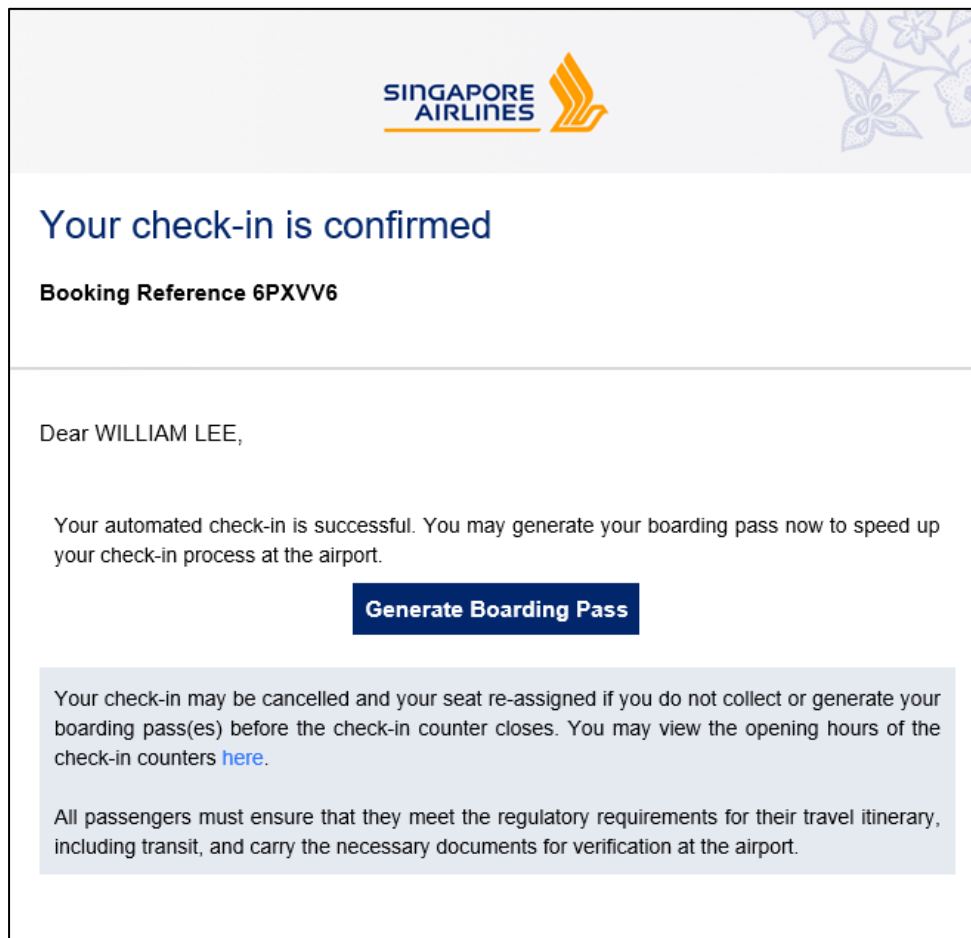 SINGAPORE
AIRLINES
Your check-in is confirmed
Booking Reference 6PXVV6
Dear WILLIAM LEE,
Your automated check-in is successful. You may generate your boarding pass now to speed up
your check-in process at the airport.
Generate Boarding Pass
Your check-in may be cancelled and your seat re-assigned if you do not collect or generate your
boarding pass(es) before the check-in counter closes. You may view the opening hours of the
check-in counters here.
All passengers must ensure that they meet the regulatory requirements for their travel itinerary,
including transit, and carry the necessary documents for verification at the airport.